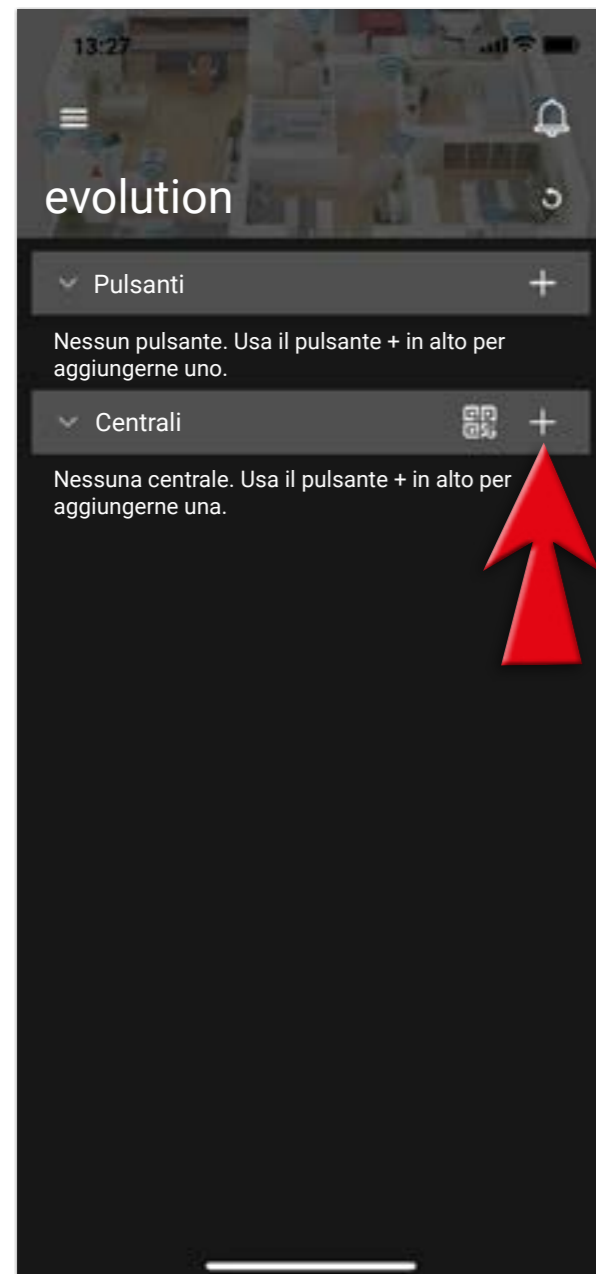 13:27
evolution
Pulsanti
Nessun pulsante. Usa il pulsante + in alto per
aggiungerne uno.
Centrali
Nessuna centrale. Usa il pulsante + in alto per
aggiungerne una.